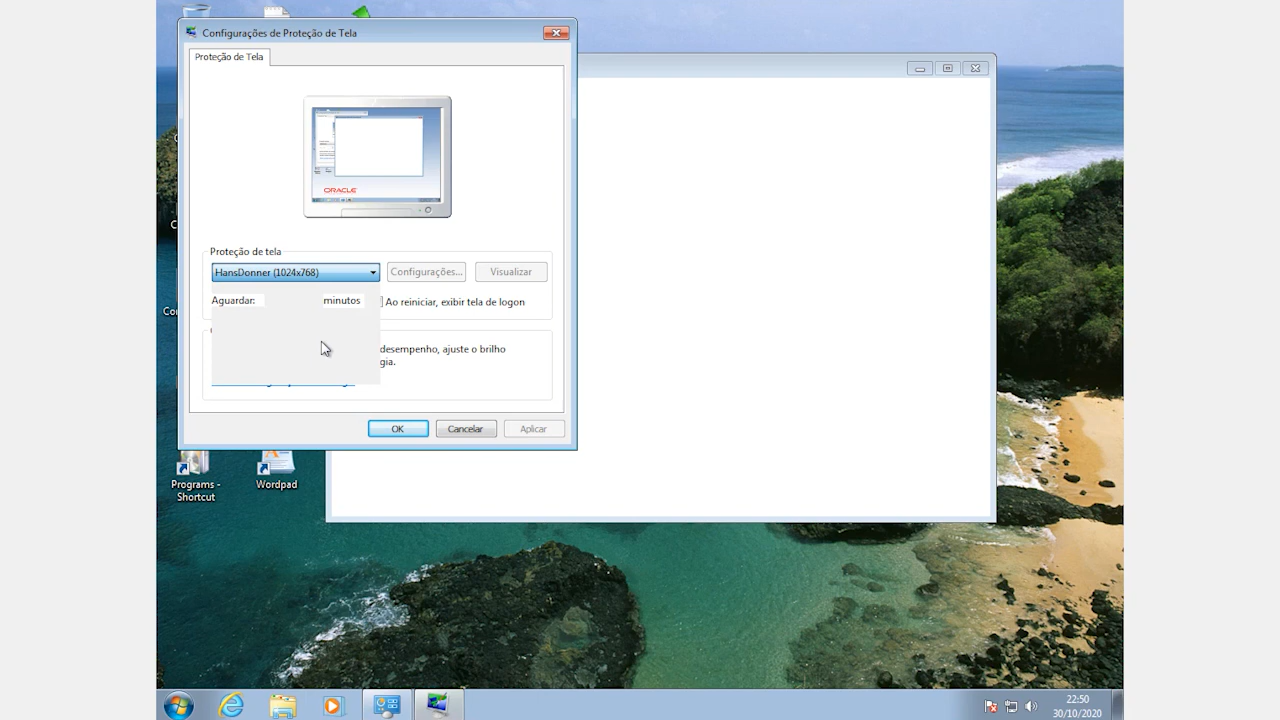 Configurações de Proteção de Tela
Proteção de Tela
ORACLE
Proteção de tela
HansDonner (1024x768)
Configurações...
Visualizar
Aguardar:
minutos
Ao reiniciar, exibir tela de logon
desempenho, ajuste o brilho
gia.
OK
Cancelar
Aplicar
Programs -
Shortcut
Wordpad
22:50
30/10/2020